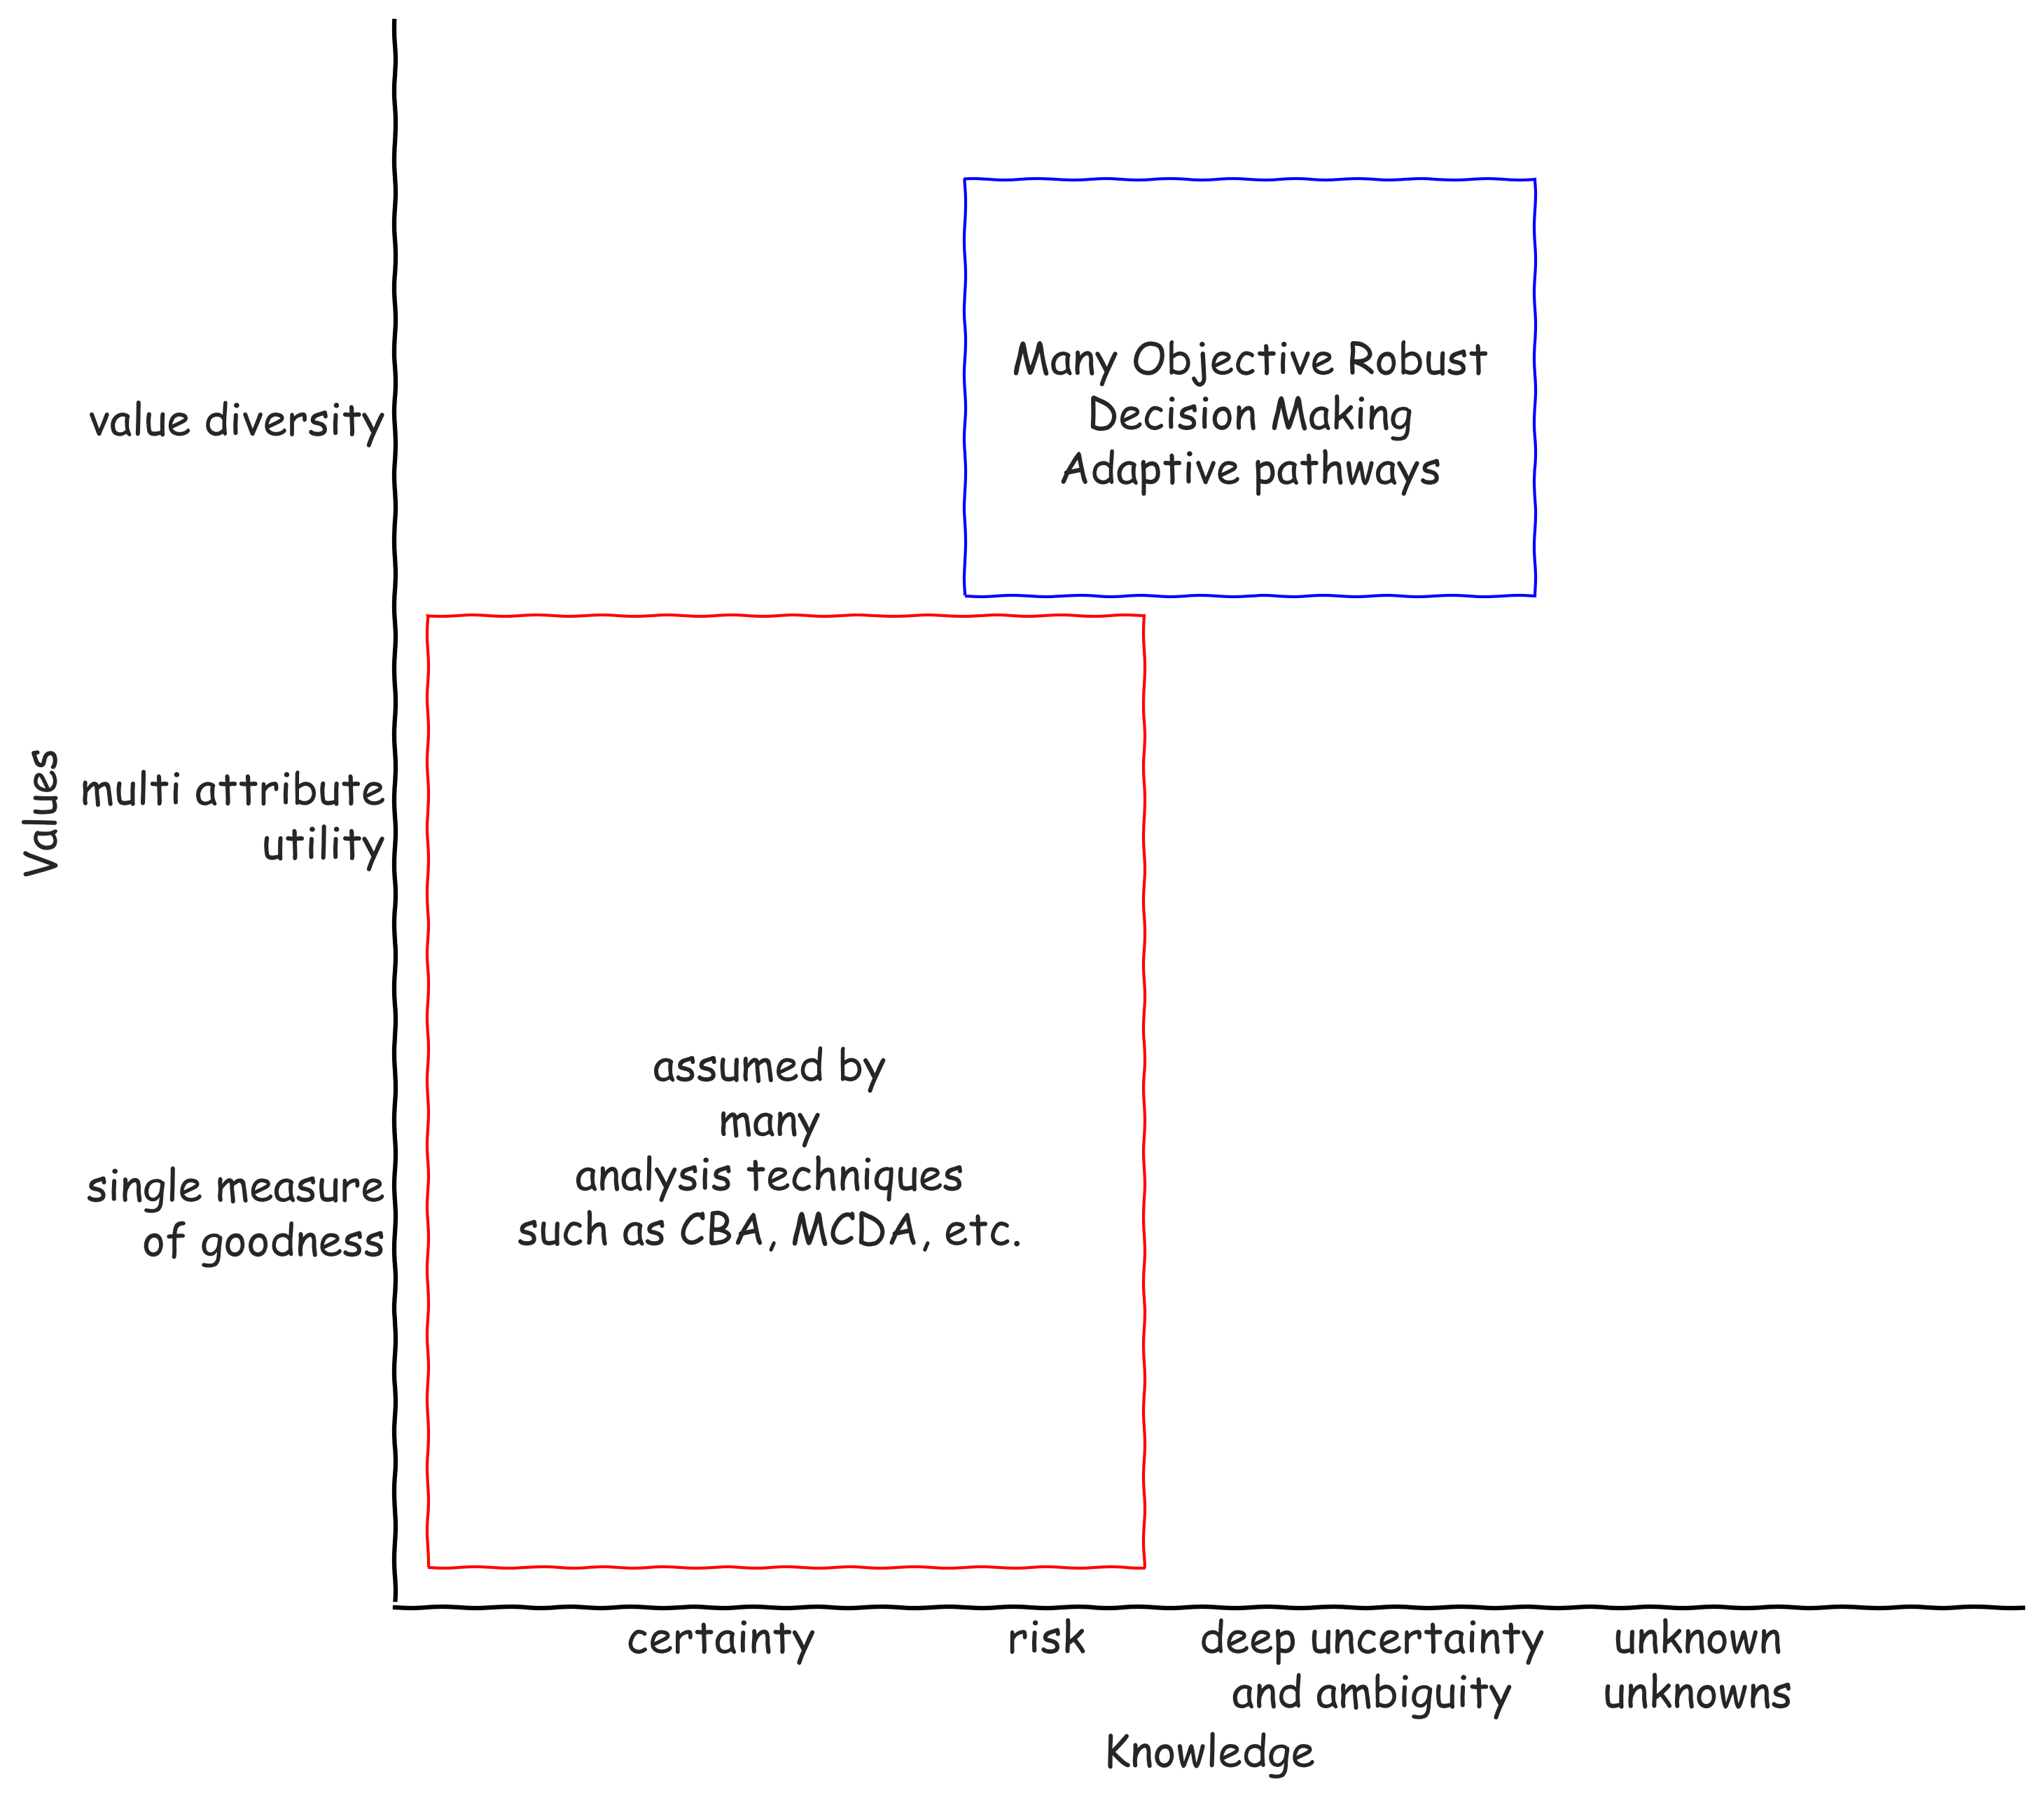 Many Objective Robust
Decision Making
Adaptive pathways
value diversity
Values
multi attribute
utility
assumed by
many
analysis techniques
such as CBA, MCDA, etc.
single measure
of goodness
certainty
risk
deep uncertainty
and ambiguity
unknown
unknowns
Knowledge